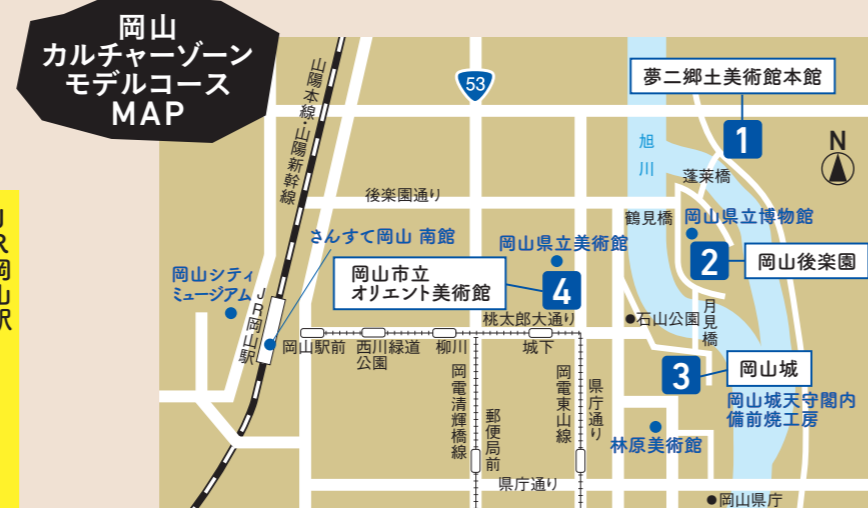 岡山
カルチャーゾーン
モデルコース
MAP
JR岡山駅
山陽本線・山陽新幹線
53
夢二郷土美術館本館
1
旭川
蓬莱橋
N
後楽園通り
鶴見橋
岡山県立博物館
さんすて岡山 南館
岡山県立美術館
2
岡山後楽園
岡山シティ
ミュージアム
岡山市立
オリエント美術館
4
JR岡山駅
桃太郎大通り
石山公園
月見橋
岡山駅前
西川緑道
公園
柳川
城下
3
岡山城
岡山城天守閣内
備前焼工房
岡電清輝橋線
郵便局前
岡電東山線
県庁通り
林原美術館
県庁通り
岡山県庁